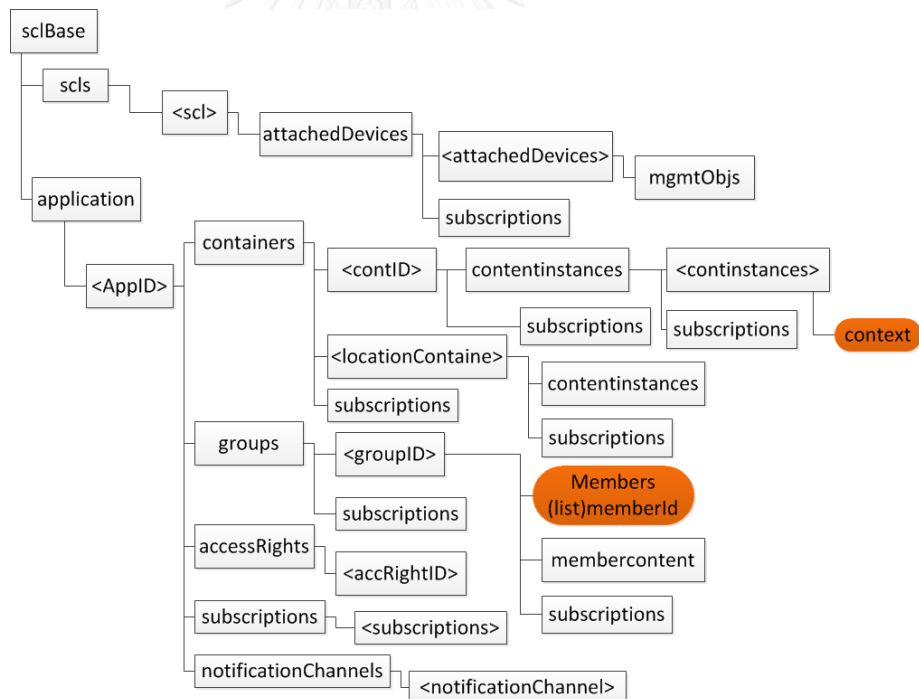 sclBase
scls
<scl>
attachedDevices
<attachedDevices>
mgmtObjs
subscriptions
application
<AppID>
containers
<contID>
contentinstances
<continstances>
subscriptions
subscriptions
context
<locationContaine>
contentinstances
subscriptions
subscriptions
groups
<groupID>
Members
(list)memberId
subscriptions
membercontent
subscriptions
accessRights
<accRightID>
subscriptions
<subscriptions>
notificationChannels
<notificationChannel>